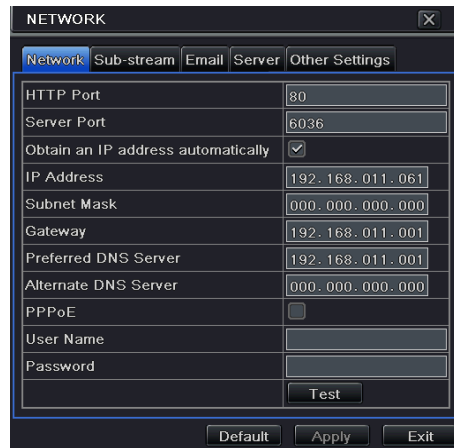 NETWORK
Network Sub-stream Email Server Other Settings
HTTP Port 80
Server Port 6036
Obtain an IP address automatically
IP Address 192.168.011.061
Subnet Mask 000.000.000.000
Gateway 192.168.011.001
Preferred DNS Server 192.168.011.001
Alternate DNS Server 000.000.000.000
PPPoE
User Name
Password
Test
Default Apply Exit